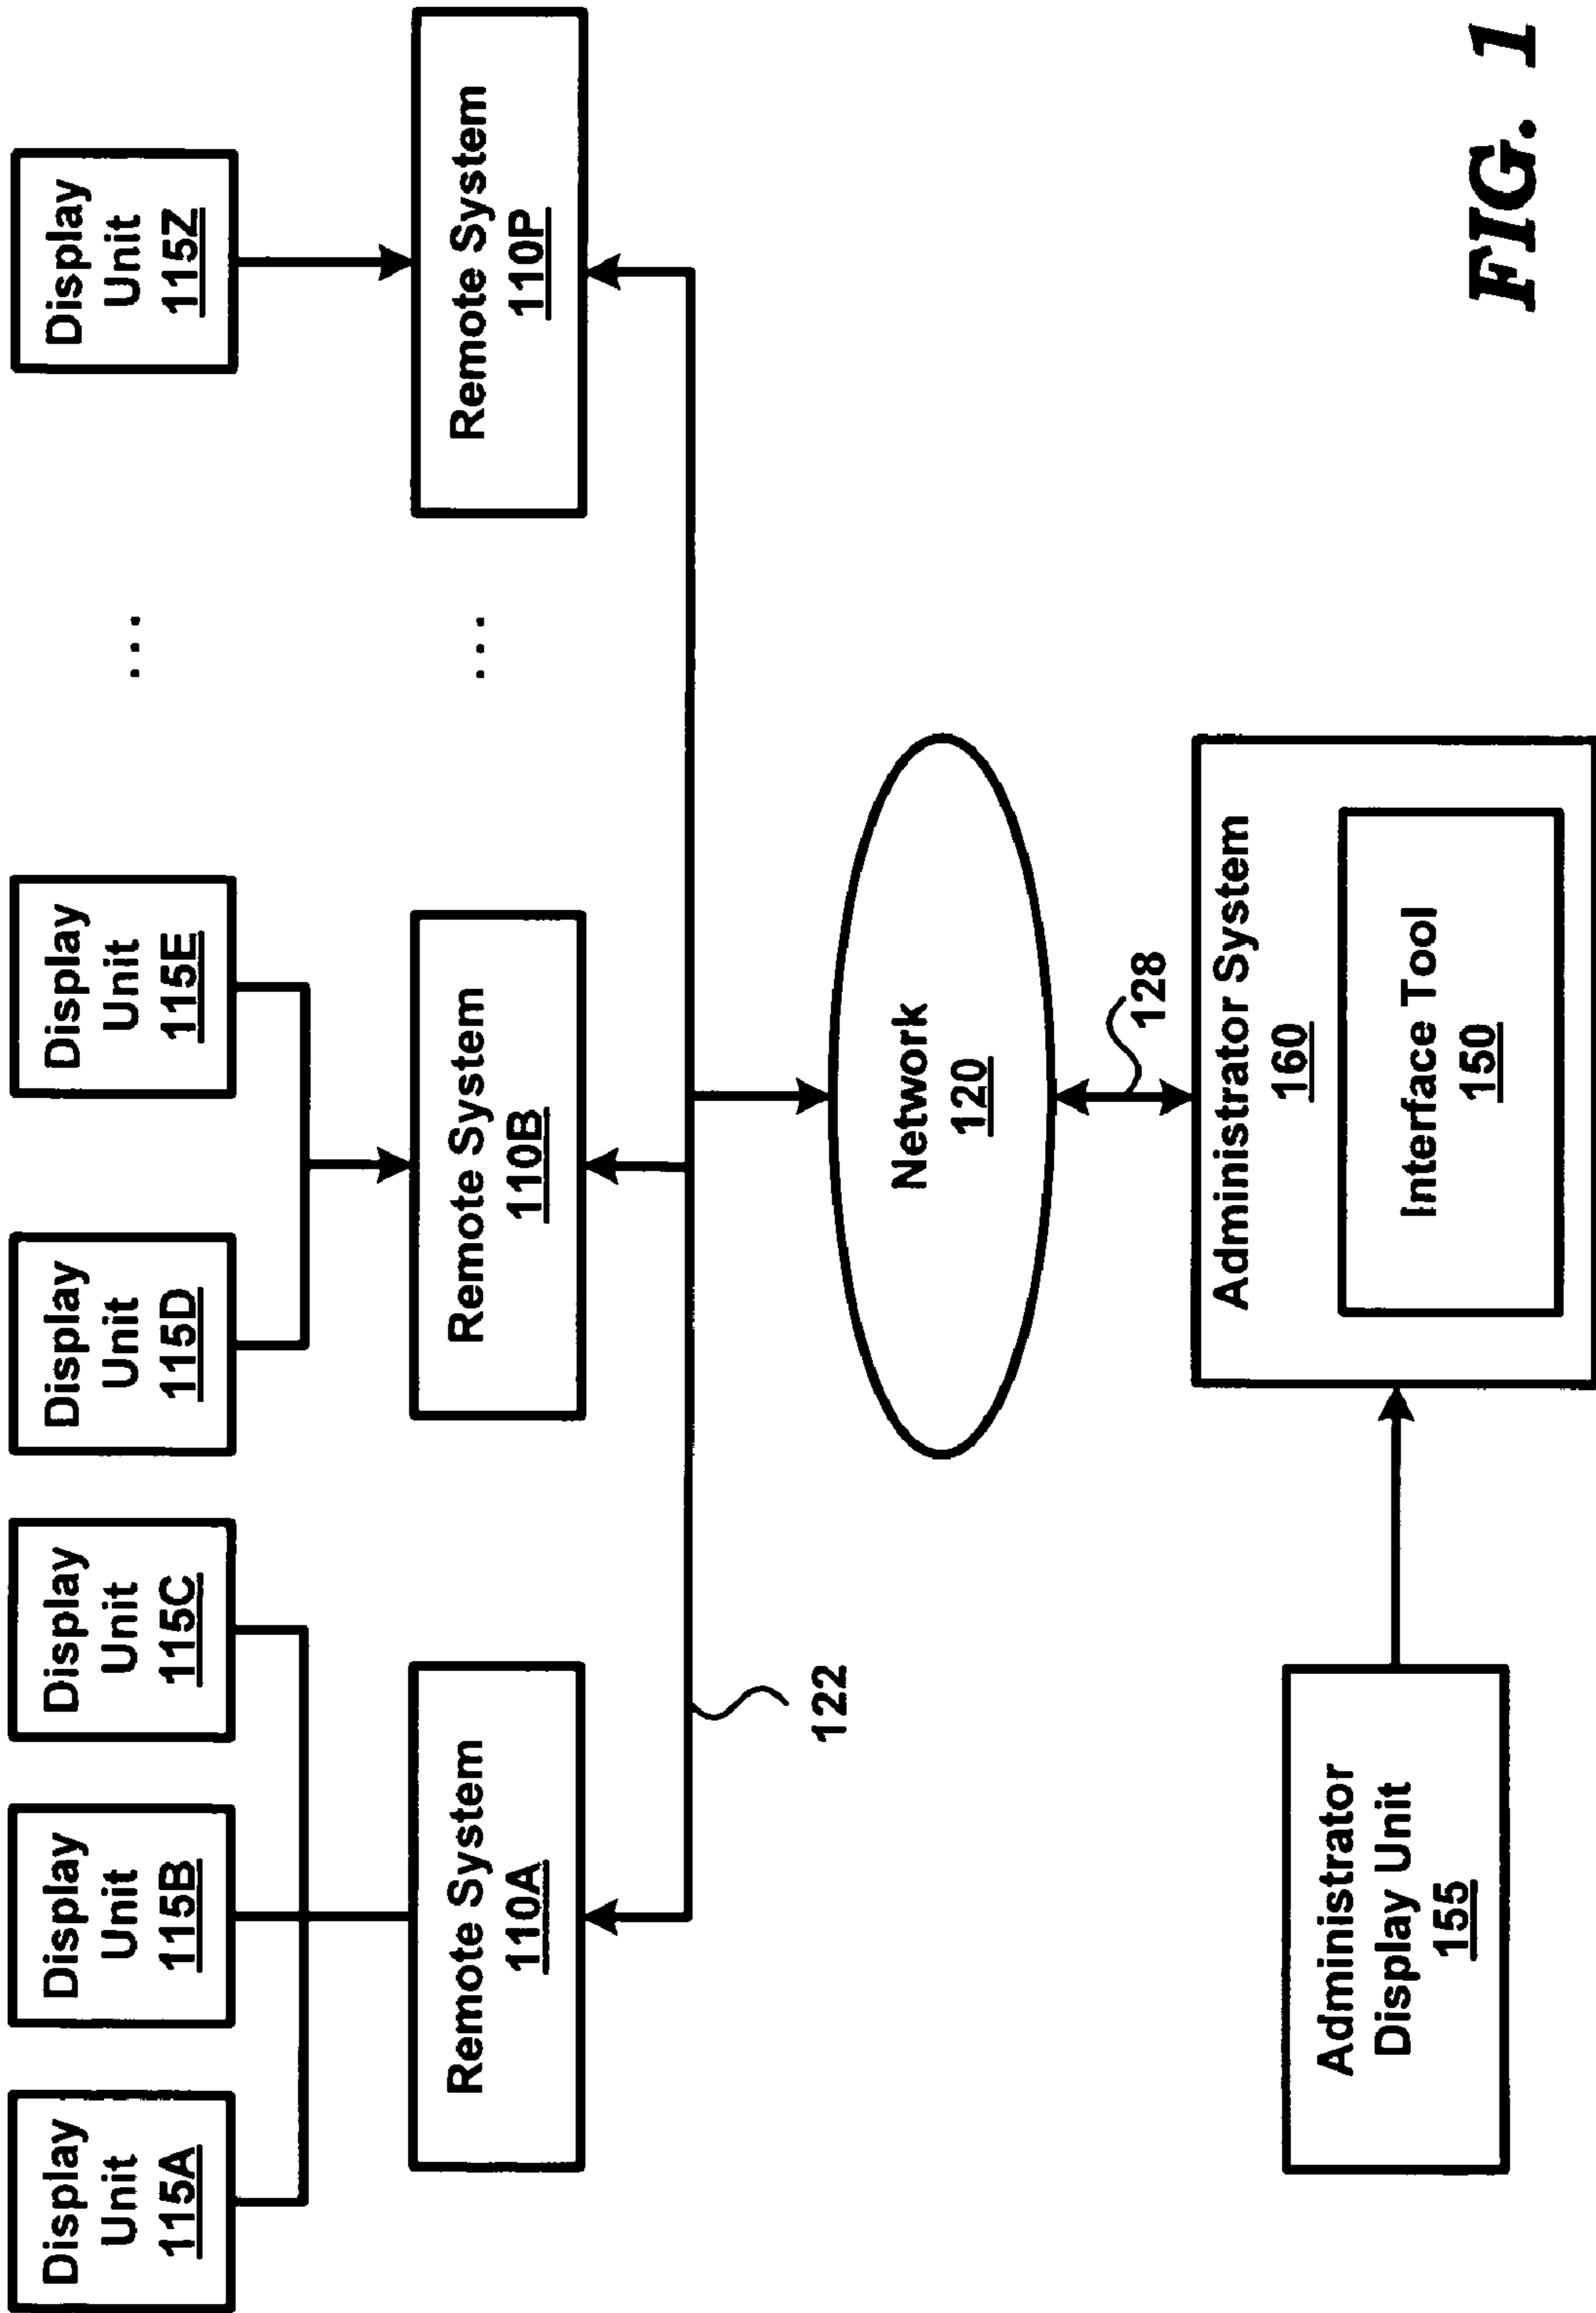 Display
Unit
115A
Display
Unit
115B
Display
Unit
115C
Display
Unit
115D
Display
Unit
115E
...
Display
Unit
115Z
Remote System
110A
Remote System
110B
...
Remote System
110P
122
Network
120
128
Administrator
Display Unit
155
Administrator System
160
Interface Tool
150
FIG. 1